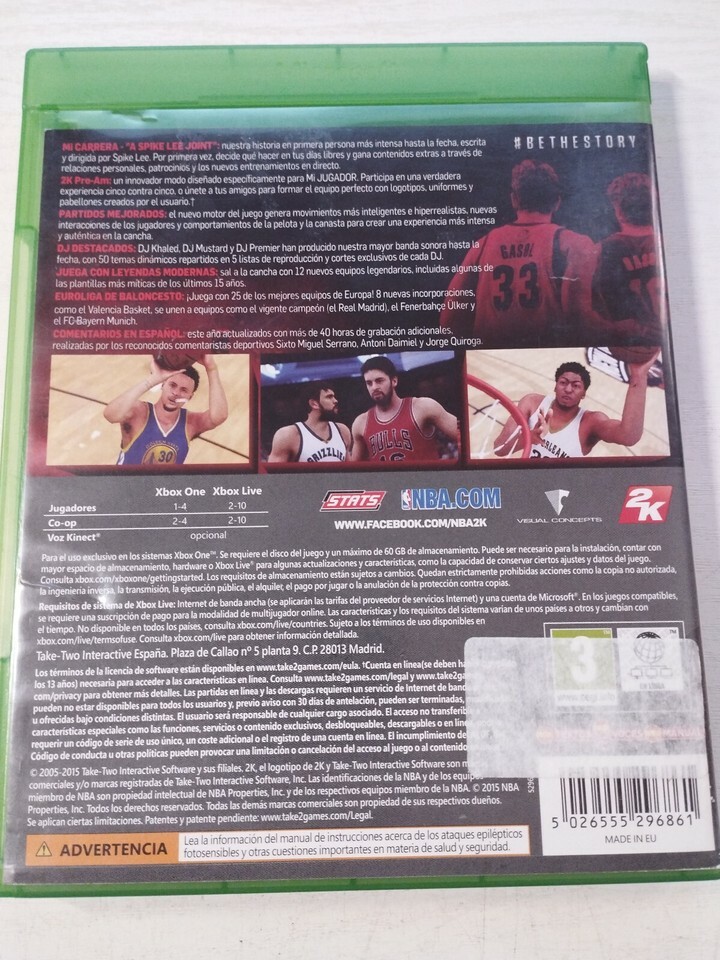 MI CARRERA - "A SPIKE LEE JOINT": nuestra historia en primera persona más intensa hasta la fecha, escrita
y dirigida por Spike Lee. Por primera vez, decide qué hacer en tus días libres y gana contenidos extras a través de
relaciones personales, patrocinios y los nuevos entrenamientos en directo.
#BETHESTORY
2K Pro-Am: un innovador modo diseñado específicamente para Mi JUGADOR. Participa en una verdadera
experiencia cinco contra cinco, o únete a tus amigos para formar el equipo perfecto con logotipos, uniformes y
pabellones creados por el usuario.†
PARTIDOS MEJORADOS: el nuevo motor del juego genera movimientos más inteligentes e hiperrealistas, nuevas
interacciones de los jugadores y comportamientos de la pelota y la canasta para crear una experiencia más intensa
y auténtica en la cancha.
DJ DESTACADOS: DJ Khaled, DJ Mustard y DJ Premier han producido nuestra mayor banda sonora hasta la
fecha, con 50 temas dinámicos repartidos en 5 listas de reproducción y cortes exclusivos de cada DJ.
JUEGA CON LEYENDAS MODERNAS: sal a la cancha con 12 nuevos equipos legendarios, incluidas algunas de
las plantillas más míticas de los últimos 15 años.
EUROLIGA DE BALONCESTO: ¡Juega con 25 de los mejores equipos de Europa! 8 nuevas incorporaciones,
como el Valencia Basket, se unen a equipos como el vigente campeón (el Real Madrid), el Fenerbahçe Ülker y
el FC Bayern Munich.
COMENTARIOS EN ESPAÑOL: este año actualizados con más de 40 horas de grabación adicionales,
realizadas por los reconocidos comentaristas deportivos Sixto Miguel Serrano, Antoni Daimiel y Jorge Quiroga.
GASOL
33
30
GRIZZLIE
BULLS
16
RLEAN
Xbox One Xbox Live
Jugadores 1-4 2-10
Co-op 2-4 2-10
Voz Kinect® opcional
STATS
NBA.COM
WWW.FACEBOOK.COM/NBA2K
VISUAL CONCEPTS
2K
Para el uso exclusivo en los sistemas Xbox One™. Se requiere el disco del juego y un máximo de 60 GB de almacenamiento. Puede ser necesario para la instalación, contar con
mayor espacio de almacenamiento, hardware o Xbox Live® para algunas actualizaciones y características, como la capacidad de conservar ciertos ajustes y datos del juego.
Consulta xbox.com/xboxone/gettingstarted. Los requisitos de almacenamiento están sujetos a cambios. Quedan estrictamente prohibidas acciones como la copia no autorizada,
la ingeniería inversa, la transmisión, la ejecución pública, el alquiler, el pago por jugar o la anulación de la protección contra copias.
Requisitos de sistema de Xbox Live: Internet de banda ancha (se aplicarán las tarifas del proveedor de servicios Internet) y una cuenta de Microsoft®. En los juegos compatibles,
se requiere una suscripción de pago para la modalidad de multijugador online. Las características y los requisitos del sistema varían de unos países a otros y cambian con
el tiempo. No disponible en todos los países, consulta xbox.com/live/countries. Sujeto a los términos de uso disponibles en
xbox.com/live/termsofuse. Consulta xbox.com/live para obtener información detallada.
Take-Two Interactive España. Plaza de Callao nº 5 planta 9. C.P. 28013 Madrid.
Los términos de la licencia de software están disponibles en www.take2games.com/eula. †Cuenta en línea (se deben ha
los 13 años) necesaria para acceder a las características en línea. Consulta www.take2games.com/legal y www.take2ga
com/privacy para obtener más detalles. Las partidas en línea y las descargas requieren un servicio de Internet de band
pueden no estar disponibles para todos los usuarios y, previo aviso con 30 días de antelación, pueden ser terminadas,
u ofrecidas bajo condiciones distintas. El usuario será responsable de cualquier cargo asociado. El acceso no transferib
características especiales como las funciones, servicios o contenido exclusivos, desbloqueables, descargables o en líne
requerir un código de serie de uso único, un coste adicional o el registro de una cuenta en línea. El incumplimiento de
Código de conducta u otras políticas pueden provocar una limitación o cancelación del acceso al juego o al contenido
3
© 2005-2015 Take-Two Interactive Software y sus filiales. 2K, el logotipo de 2K y Take-Two Interactive Software son m
comerciales y/o marcas registradas de Take-Two Interactive Software, Inc. Las identificaciones de la NBA y de los equipos
miembro de NBA son propiedad intelectual de NBA Properties, Inc. y de los respectivos equipos miembro de la NBA. © 2015 NBA
Properties, Inc. Todos los derechos reservados. Todas las demás marcas comerciales son propiedad de sus respectivos dueños.
Se aplican ciertas limitaciones. Patentes y patente pendiente: www.take2games.com/Legal.
5 026555 296861
MADE IN EU
ADVERTENCIA
Lea la información del manual de instrucciones acerca de los ataques epilépticos
fotosensibles y otras cuestiones importantes en materia de salud y seguridad.